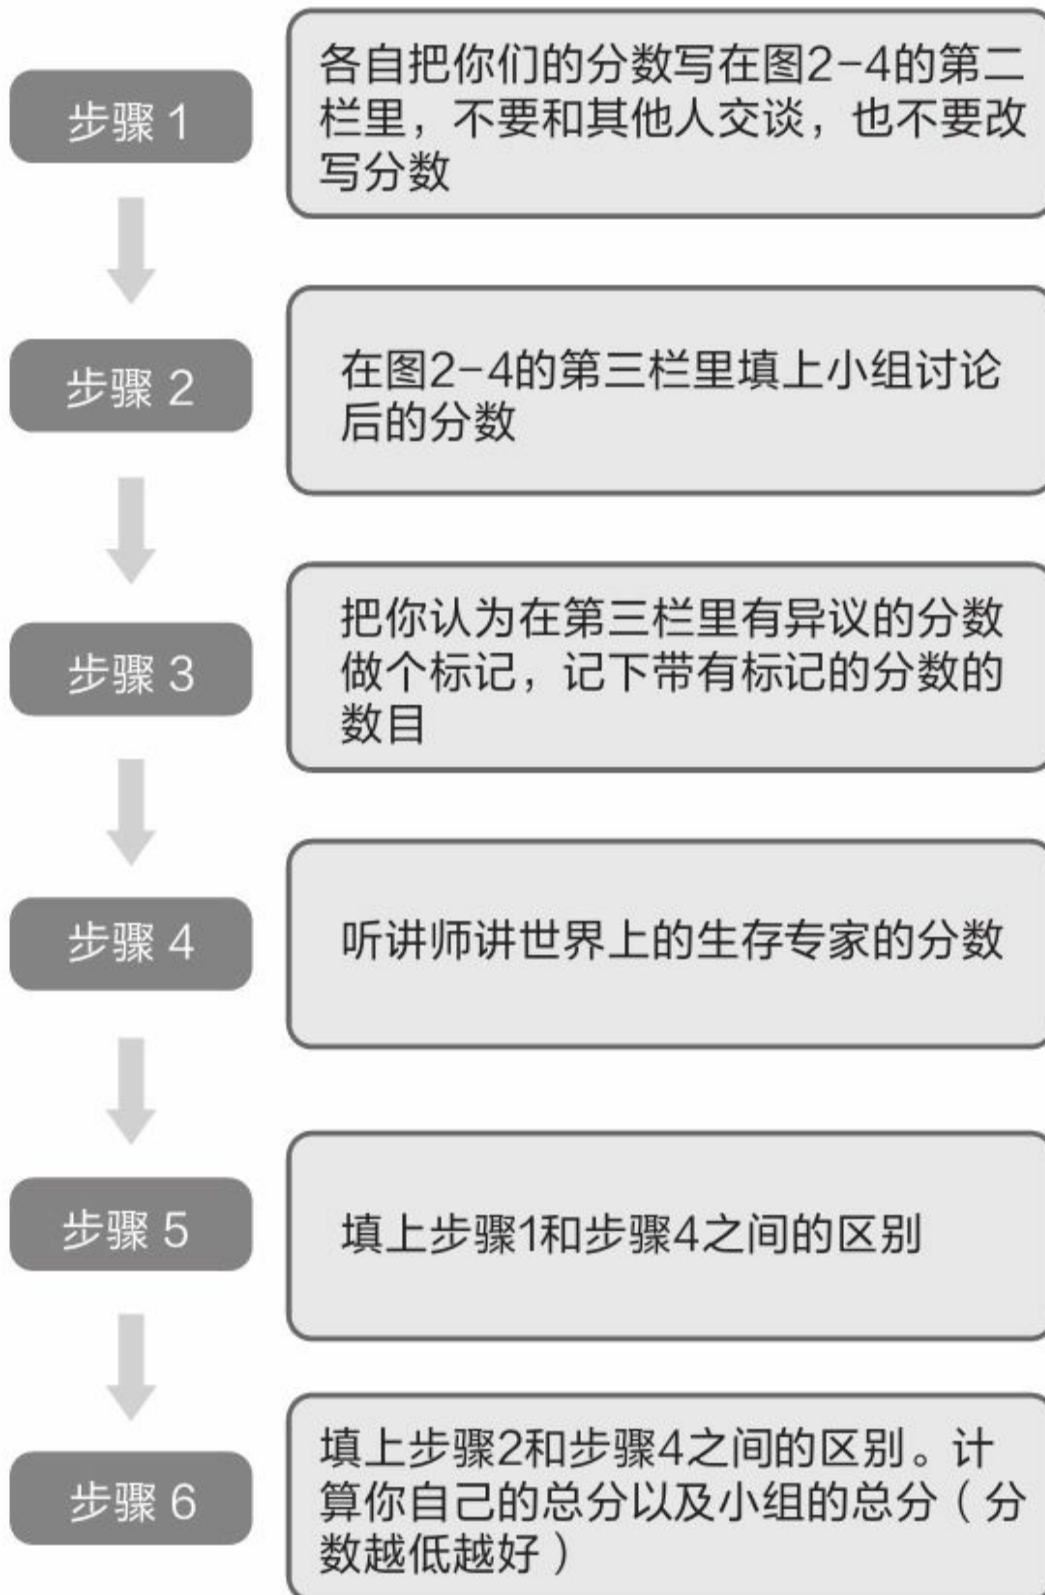 步骤 1
各自把你们的分数写在图2-4的第二
栏里，不要和其他人交谈，也不要改
写分数
步骤 2
在图2-4的第三栏里填上小组讨论
后的分数
步骤 3
把你认为在第三栏里有异议的分数
做个标记，记下带有标记的分数的
数目
步骤 4
听讲师讲世界上的生存专家的分数
步骤 5
填上步骤1和步骤4之间的区别
步骤 6
填上步骤2和步骤4之间的区别。计
算你自己的总分以及小组的总分（分
数越低越好）